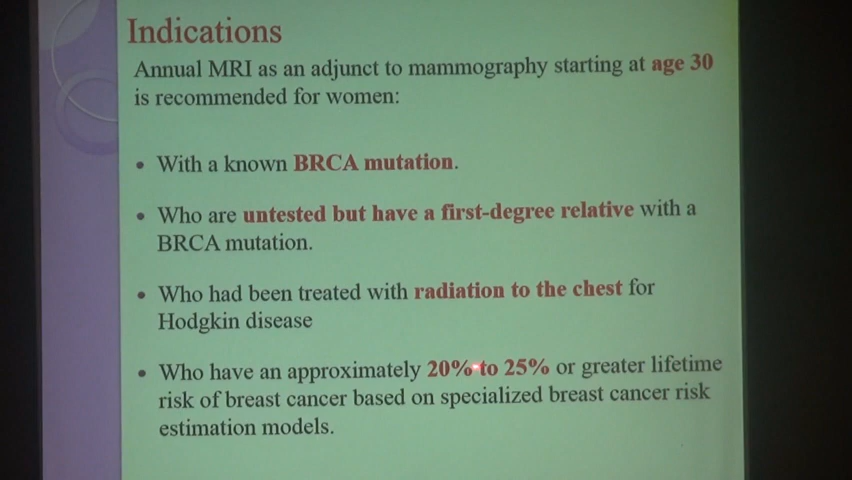 Indications
Annual MRI as an adjunct to mammography starting at age 30
is recommended for women:
• With a known BRCA mutation.
• Who are untested but have a first-degree relative with a
BRCA mutation.
• Who had been treated with radiation to the chest for
Hodgkin disease
• Who have an approximately 20% to 25% or greater lifetime
risk of breast cancer based on specialized breast cancer risk
estimation models.